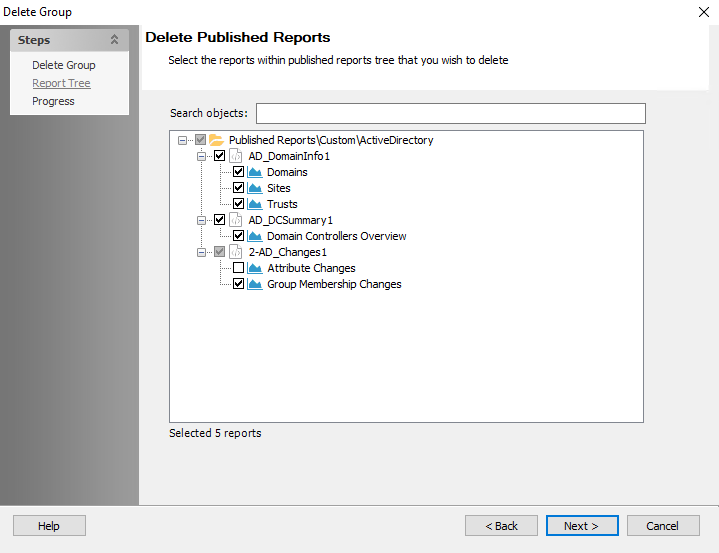 Delete Group
Steps
Delete Group
Report Tree
Progress
Delete Published Reports
Select the reports within published reports tree that you wish to delete
Search objects:
Published Reports\Custom\ActiveDirectory
AD_DomainInfo1
Domains
Sites
Trusts
AD_DCSummary1
Domain Controllers Overview
2-AD_Changes1
Attribute Changes
Group Membership Changes
Selected 5 reports
Help
< Back
Next >
Cancel